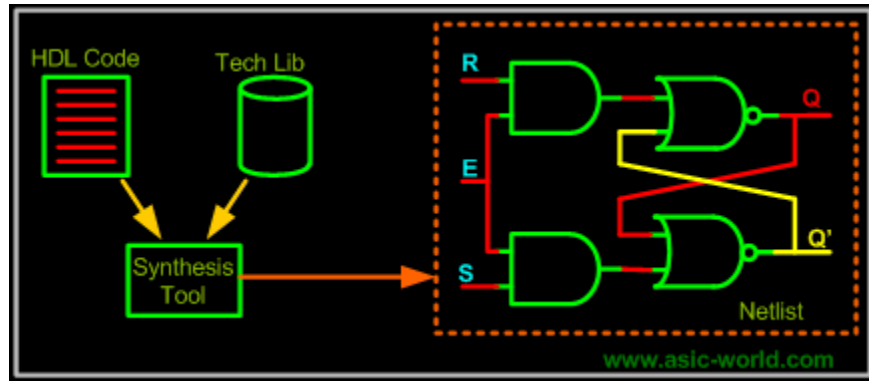 HDL Code
Tech Lib
Synthesis
Tool
R
E
S
Q
Q'
Netlist
www.asic-world.com